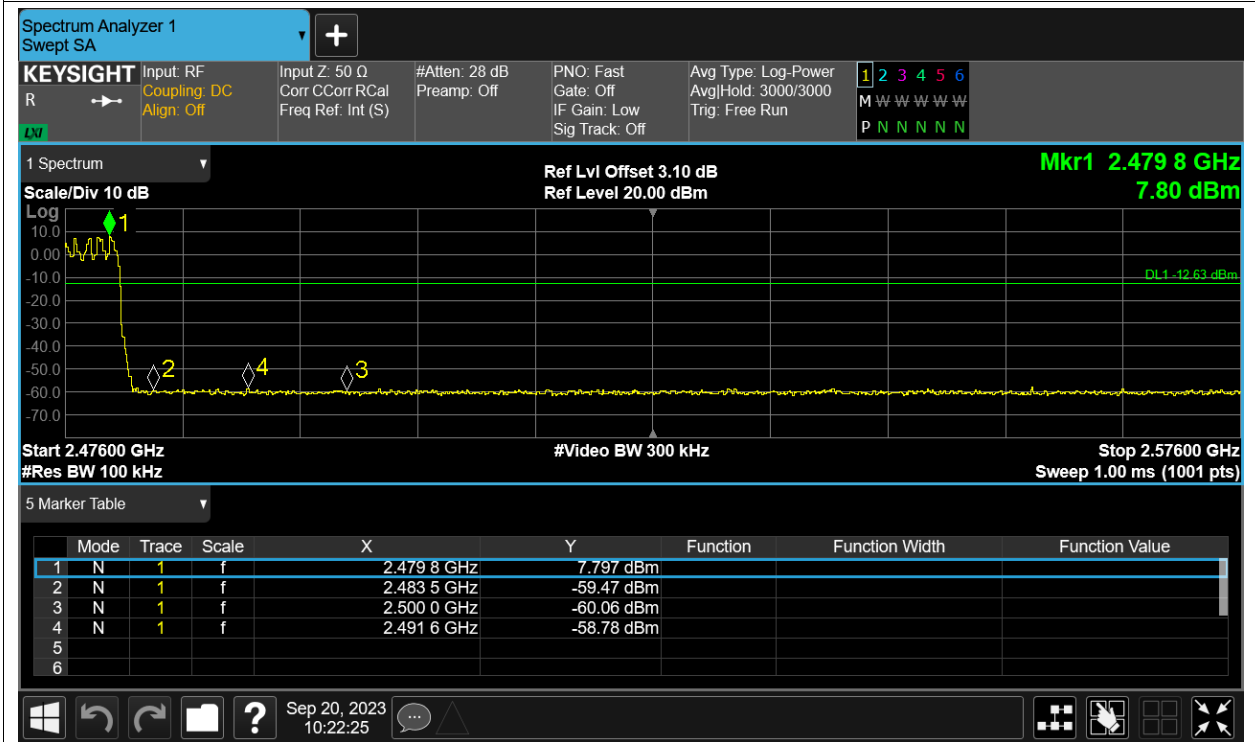 Spectrum Analyzer 1
Swept SA
KEYSIGHT
R
LXI
Input: RF
Coupling: DC
Align: Off
Input Z: 50 Ω
Corr CCorr RCal
Freq Ref: Int (S)
#Atten: 28 dB
Preamp: Off
PNO: Fast
Gate: Off
IF Gain: Low
Sig Track: Off
Avg Type: Log-Power
Avg|Hold: 3000/3000
Trig: Free Run
1 2 3 4 5 6
M W W W W W
P N N N N N
1 Spectrum
Scale/Div 10 dB
Ref Lvl Offset 3.10 dB
Ref Level 20.00 dBm
Mkr1 2.479 8 GHz
7.80 dBm
Log
10.0
0.00
-10.0
-20.0
-30.0
-40.0
-50.0
-60.0
-70.0
1
2
4
3
DL1 -12.63 dBm
Start 2.47600 GHz
#Res BW 100 kHz
#Video BW 300 kHz
Stop 2.57600 GHz
Sweep 1.00 ms (1001 pts)
5 Marker Table
Mode Trace Scale X Y Function Function Width Function Value
1 N 1 f 2.479 8 GHz 7.797 dBm
2 N 1 f 2.483 5 GHz -59.47 dBm
3 N 1 f 2.500 0 GHz -60.06 dBm
4 N 1 f 2.491 6 GHz -58.78 dBm
5
6
?
Sep 20, 2023
10:22:25